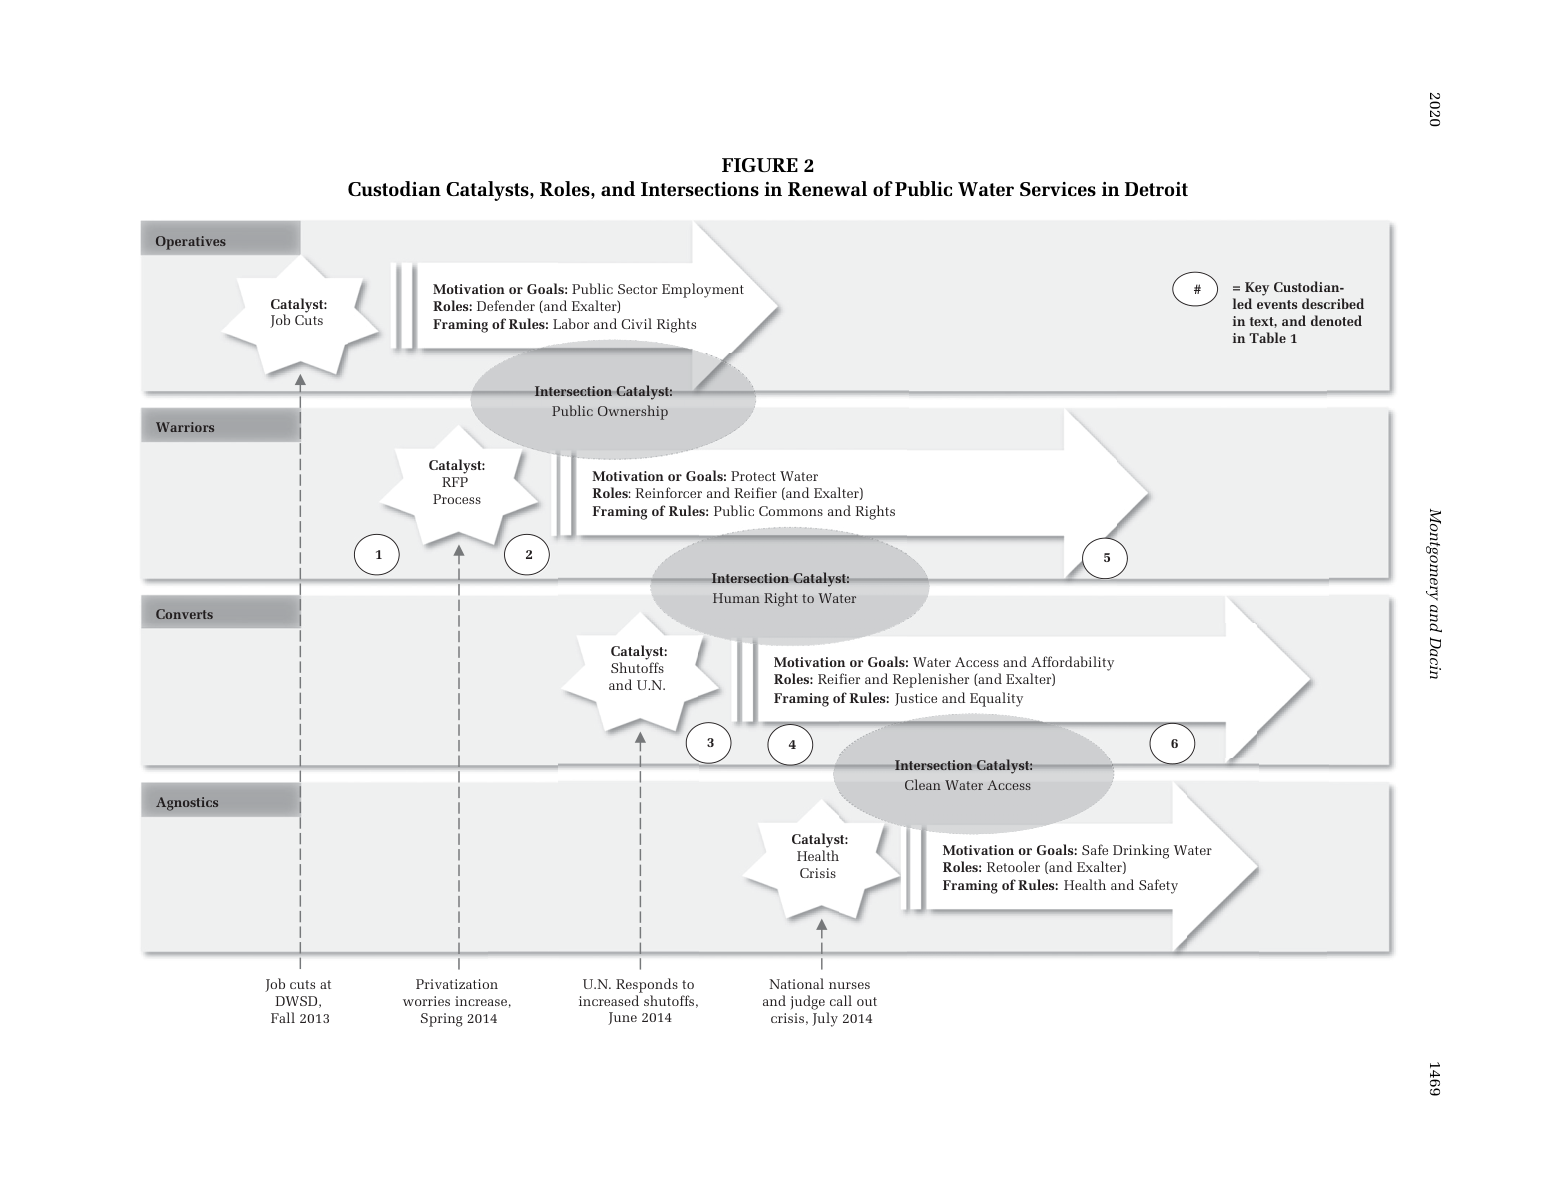 2020
FIGURE 2
Custodian Catalysts, Roles, and Intersections in Renewal of Public Water Services in Detroit
Operatives
Catalyst:
Job Cuts
Motivation or Goals: Public Sector Employment
Roles: Defender (and Exalter)
Framing of Rules: Labor and Civil Rights
#
= Key Custodian-
led events described
in text, and denoted
in Table 1
Intersection Catalyst:
Public Ownership
Warriors
Catalyst:
RFP
Process
Motivation or Goals: Protect Water
Roles: Reinforcer and Reifier (and Exalter)
Framing of Rules: Public Commons and Rights
1
2
5
Intersection Catalyst:
Human Right to Water
Converts
Catalyst:
Shutoffs
and U.N.
Motivation or Goals: Water Access and Affordability
Roles: Reifier and Replenisher (and Exalter)
Framing of Rules: Justice and Equality
3
4
6
Intersection Catalyst:
Clean Water Access
Agnostics
Catalyst:
Health
Crisis
Motivation or Goals: Safe Drinking Water
Roles: Retooler (and Exalter)
Framing of Rules: Health and Safety
Job cuts at
DWSD,
Fall 2013
Privatization
worries increase,
Spring 2014
U.N. Responds to
increased shutoffs,
June 2014
National nurses
and judge call out
crisis, July 2014
Montgomery and Dacin
1469